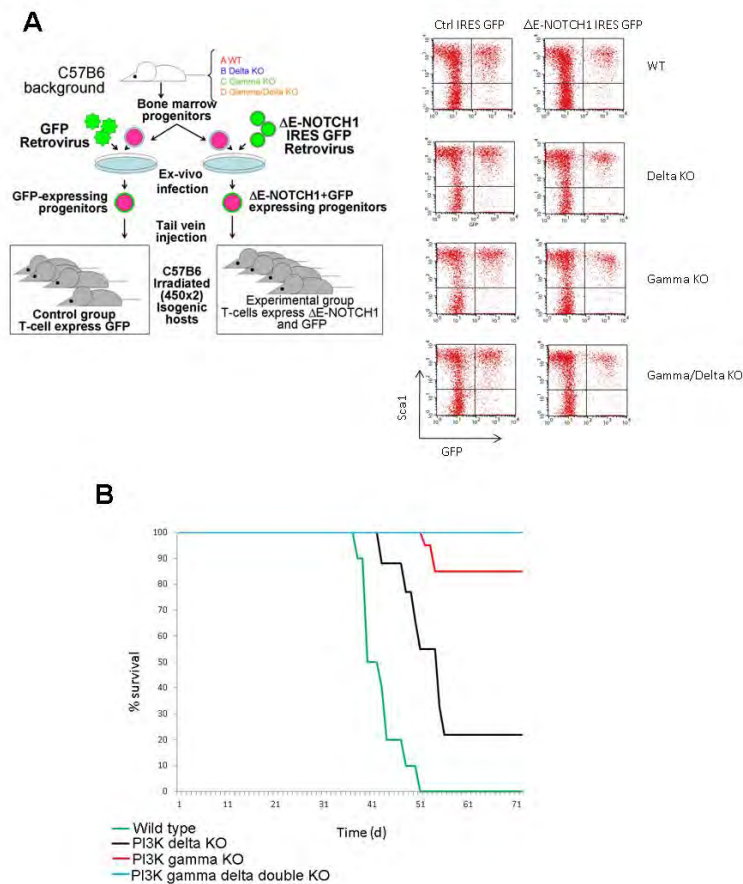 A
C57B6
background
A WT
B Delta KO
C Gamma KO
D Gamma/Delta KO
Bone marrow
progenitors
GFP
Retrovirus
ΔE-NOTCH1
IRES GFP
Retrovirus
Ex-vivo
infection
GFP-expressing
progenitors
ΔE-NOTCH1+GFP
expressing progenitors
Tail vein
injection
C57B6
Irradiated
(450x2)
Isogenic
hosts
Control group
T-cell express GFP
Experimental group
T-cells express ΔE-NOTCH1
and GFP
Ctrl IRES GFP
ΔE-NOTCH1 IRES GFP
WT
Delta KO
GFP
Gamma KO
Gamma/Delta KO
Sca1
GFP
B
100
90
80
70
60
50
40
30
20
10
0
% survival
1 11 21 31 41 51 61 71
Time (d)
Wild type
PI3K delta KO
PI3K gamma KO
PI3K gamma delta double KO